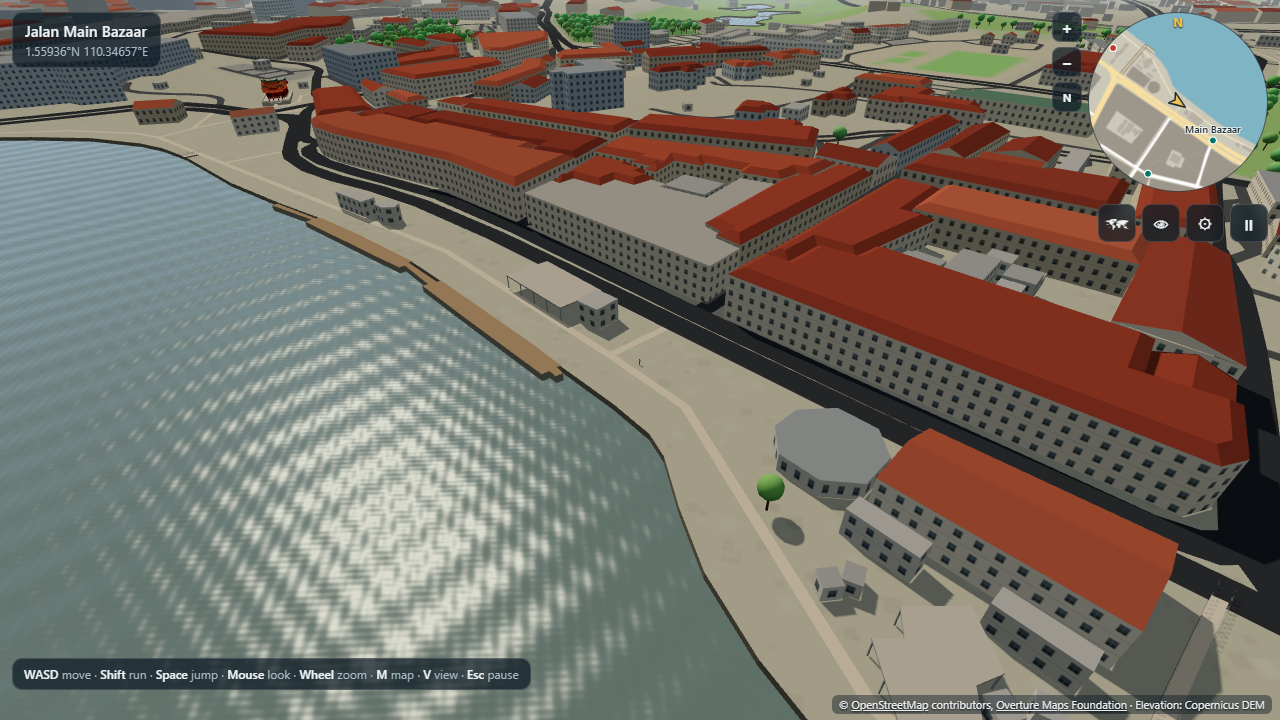 Jalan Main Bazaar
1.55936°N 110.34657°E
+
−
N
N
Main Bazaar
WASD move · Shift run · Space jump · Mouse look · Wheel zoom · M map · V view · Esc pause
© OpenStreetMap contributors, Overture Maps Foundation · Elevation: Copernicus DEM